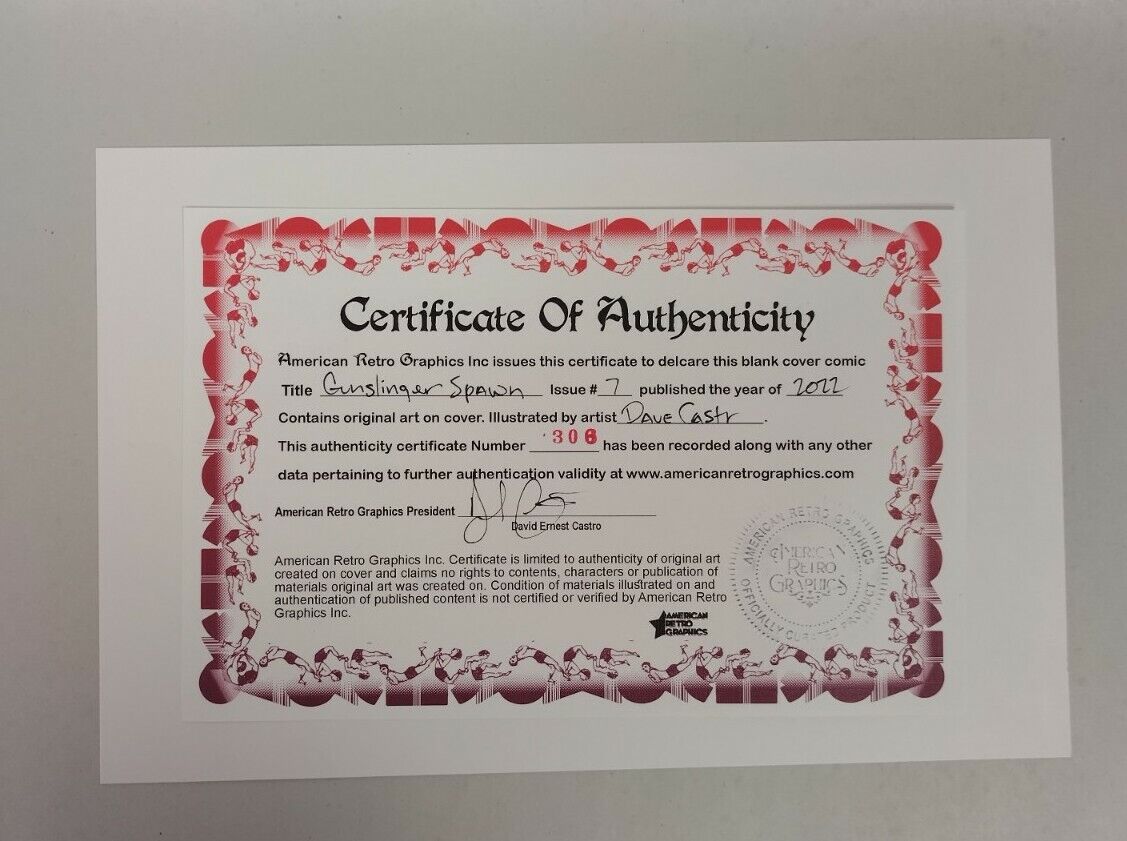 Certificate Of Authenticity
American Retro Graphics Inc issues this certificate to delcare this blank cover comic
Title Gunslinger Spawn Issue # 7 published the year of 2022
Contains original art on cover. Illustrated by artist Dave Castr.
This authenticity certificate Number 306 has been recorded along with any other
data pertaining to further authentication validity at www.americanretrographics.com
American Retro Graphics President
David Ernest Castro
American Retro Graphics Inc. Certificate is limited to authenticity of original art
created on cover and claims no rights to contents, characters or publication of
materials original art was created on. Condition of materials illustrated on and
authentication of published content is not certified or verified by American Retro
Graphics Inc.
AMERICAN
RETRO
GRAPHICS
AMERICAN RETRO GRAPHICS
AMERICAN
RETRO
GRAPHICS
OFFICIALLY CURATED PRODUCT